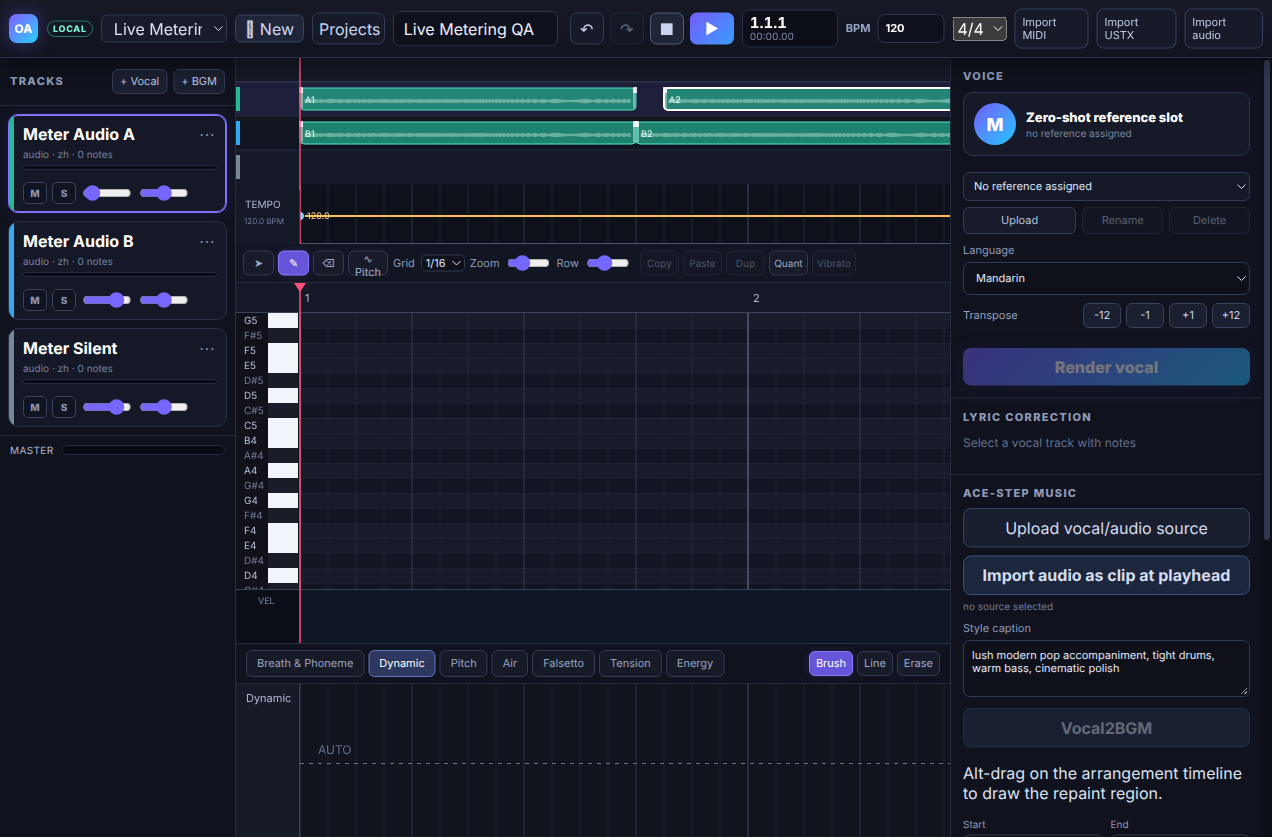 OA LOCAL Live Meterin New Projects Live Metering QA 1.1.1 00:00.00 BPM 120 4/4 Import MIDI Import USTX Import audio
TRACKS + Vocal + BGM
Meter Audio A ...
audio · zh · 0 notes
M S
Meter Audio B ...
audio · zh · 0 notes
M S
Meter Silent ...
audio · zh · 0 notes
M S
MASTER
A1 A2
B1 B2
TEMPO
120.0 BPM 120.0
Pitch Grid 1/16 Zoom Row Copy Paste Dup Quant Vibrato
1 2
G5
F#5
F5
E5
D#5
D5
C#5
C5
B4
A#4
A4
G#4
G4
F#4
F4
E4
D#4
D4
VEL
Breath & Phoneme Dynamic Pitch Air Falsetto Tension Energy Brush Line Erase
Dynamic
AUTO
VOICE
M Zero-shot reference slot
no reference assigned
No reference assigned
Upload Rename Delete
Language
Mandarin
Transpose -12 -1 +1 +12
Render vocal
LYRIC CORRECTION
Select a vocal track with notes
ACE-STEP MUSIC
Upload vocal/audio source
Import audio as clip at playhead
no source selected
Style caption
lush modern pop accompaniment, tight drums,
warm bass, cinematic polish
Vocal2BGM
Alt-drag on the arrangement timeline
to draw the repaint region.
Start End